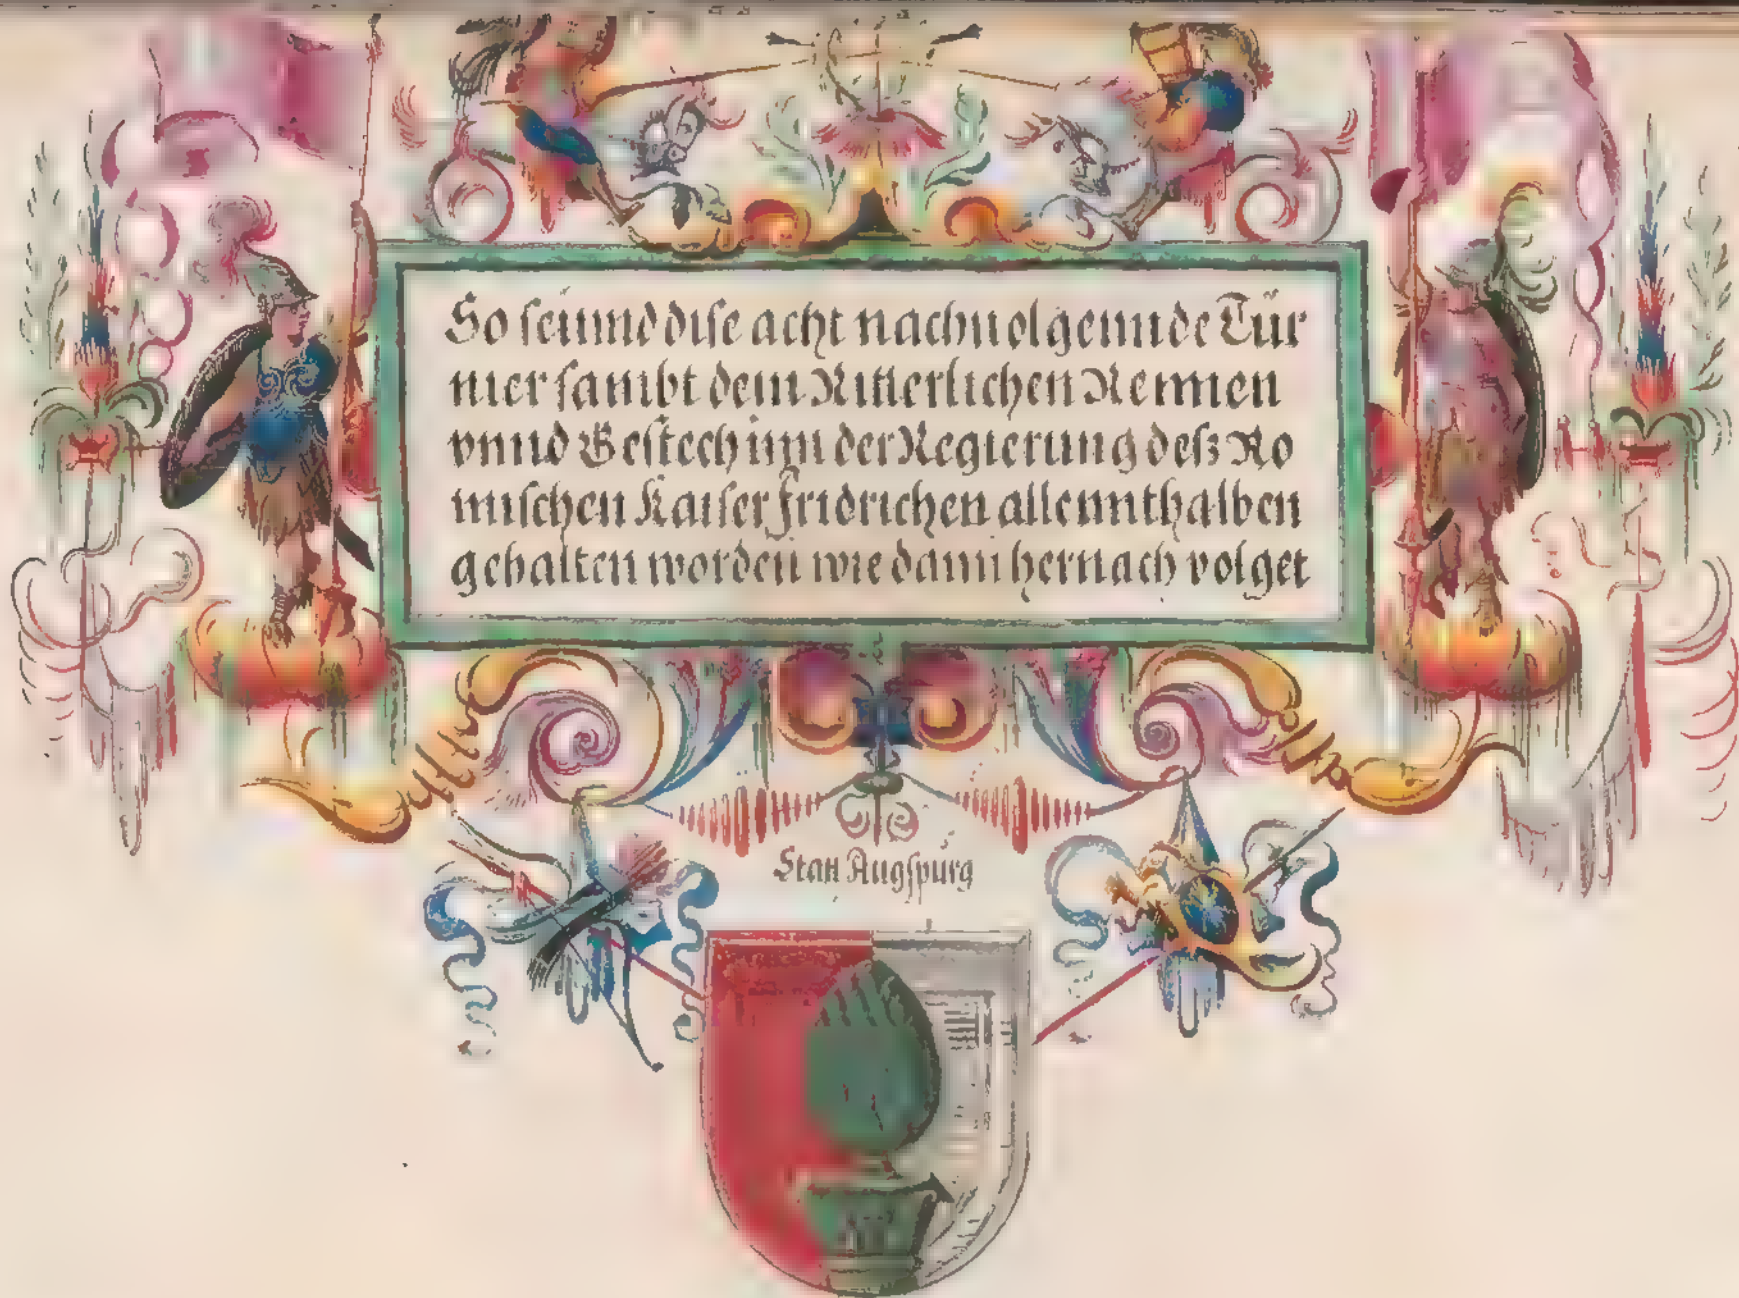 So seinnd dise acht nachuolgennde Tür
nier sambt dem Ritterlichen Rennen
vnnd Gestech inn der Regierung deß Ro
mischen Kaiser Fridrichen allennthalben
gehalten worden wie dann hernach volget
Statt Augspurg